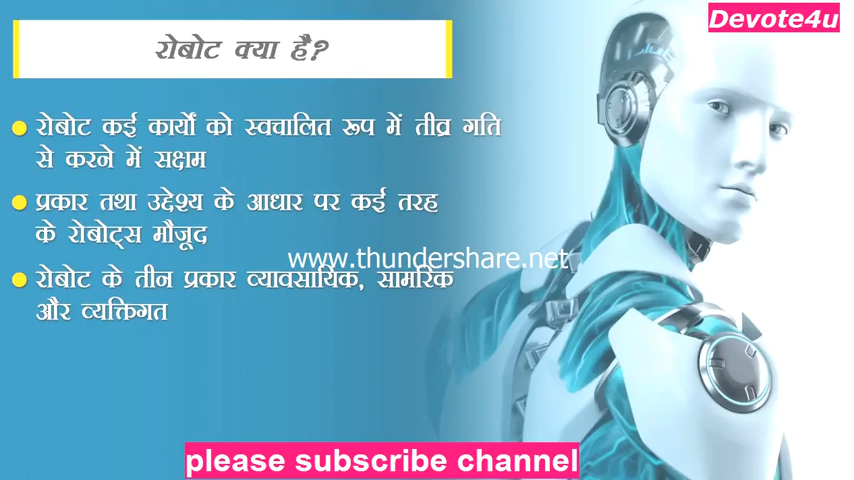 Devote4u
रोबोट क्या है?
रोबोट कई कार्यों को स्वचालित रूप में तीव्र गति
से करने में सक्षम
प्रकार तथा उद्देश्य के आधार पर कई तरह
के रोबोट्स मौजूद
www.thundershare.net
रोबोट के तीन प्रकार व्यावसायिक, सामरिक
और व्यक्तिगत
please subscribe channel